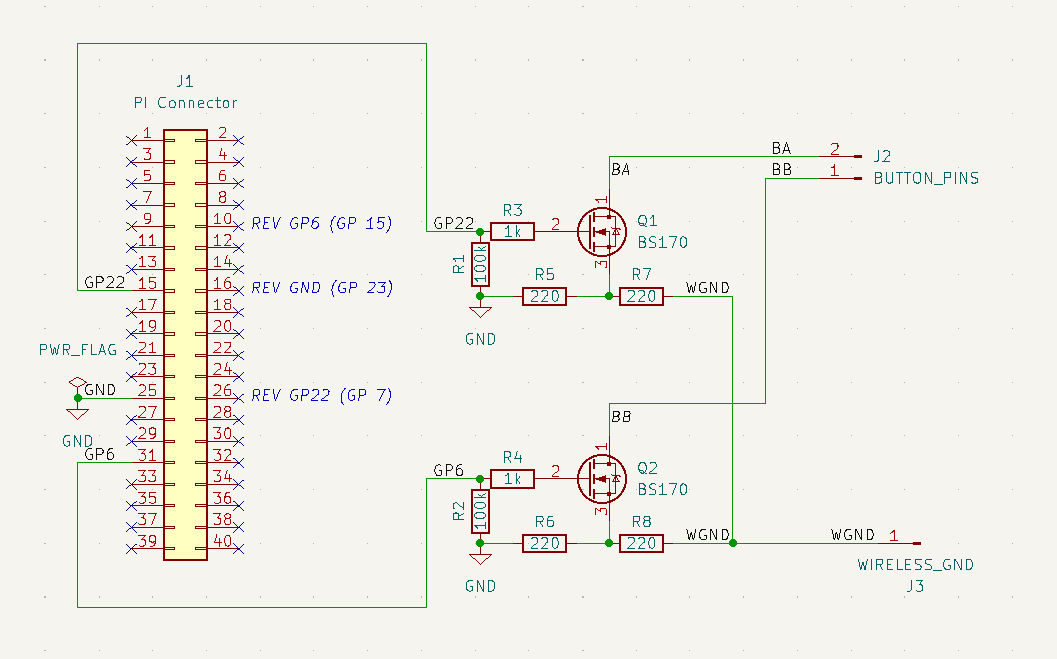 J1
PI Connector
1 2
3 4
5 6
7 8
9 10 REV GP6 (GP 15)
11 12
13 14
GP22 15 16 REV GND (GP 23)
17 18
19 20
PWR_FLAG 21 22
23 24
GND 25 26 REV GP22 (GP 7)
27 28
GND 29 30
GP6 31 32
33 34
35 36
37 38
39 40
BA 2 J2
BB 1 BUTTON_PINS
BA
1
GP22 R3 1k 2 Q1
BS170
R1 100k
3
R5 220
R7 220
WGND
GND
BB
1
GP6 R4 1k 2 Q2
BS170
R2 100k
3
R6 220
R8 220
WGND
GND
WGND 1
WIRELESS_GND
J3